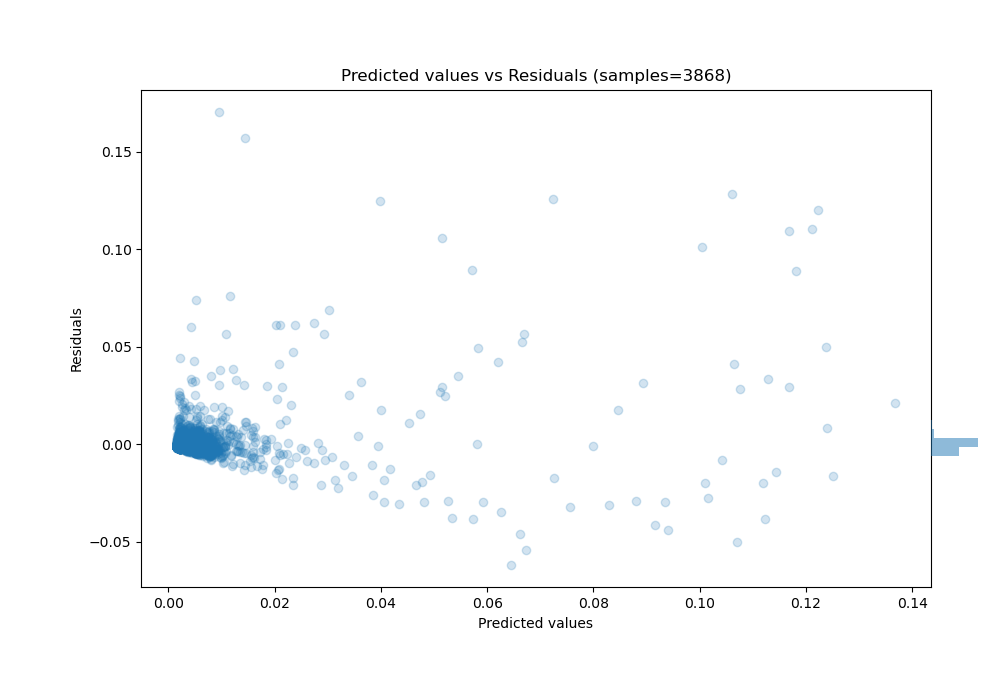 Predicted values vs Residuals (samples=3868)
0.15
0.10
0.05
0.00
−0.05
Residuals
0.00 0.02 0.04 0.06 0.08 0.10 0.12 0.14
Predicted values